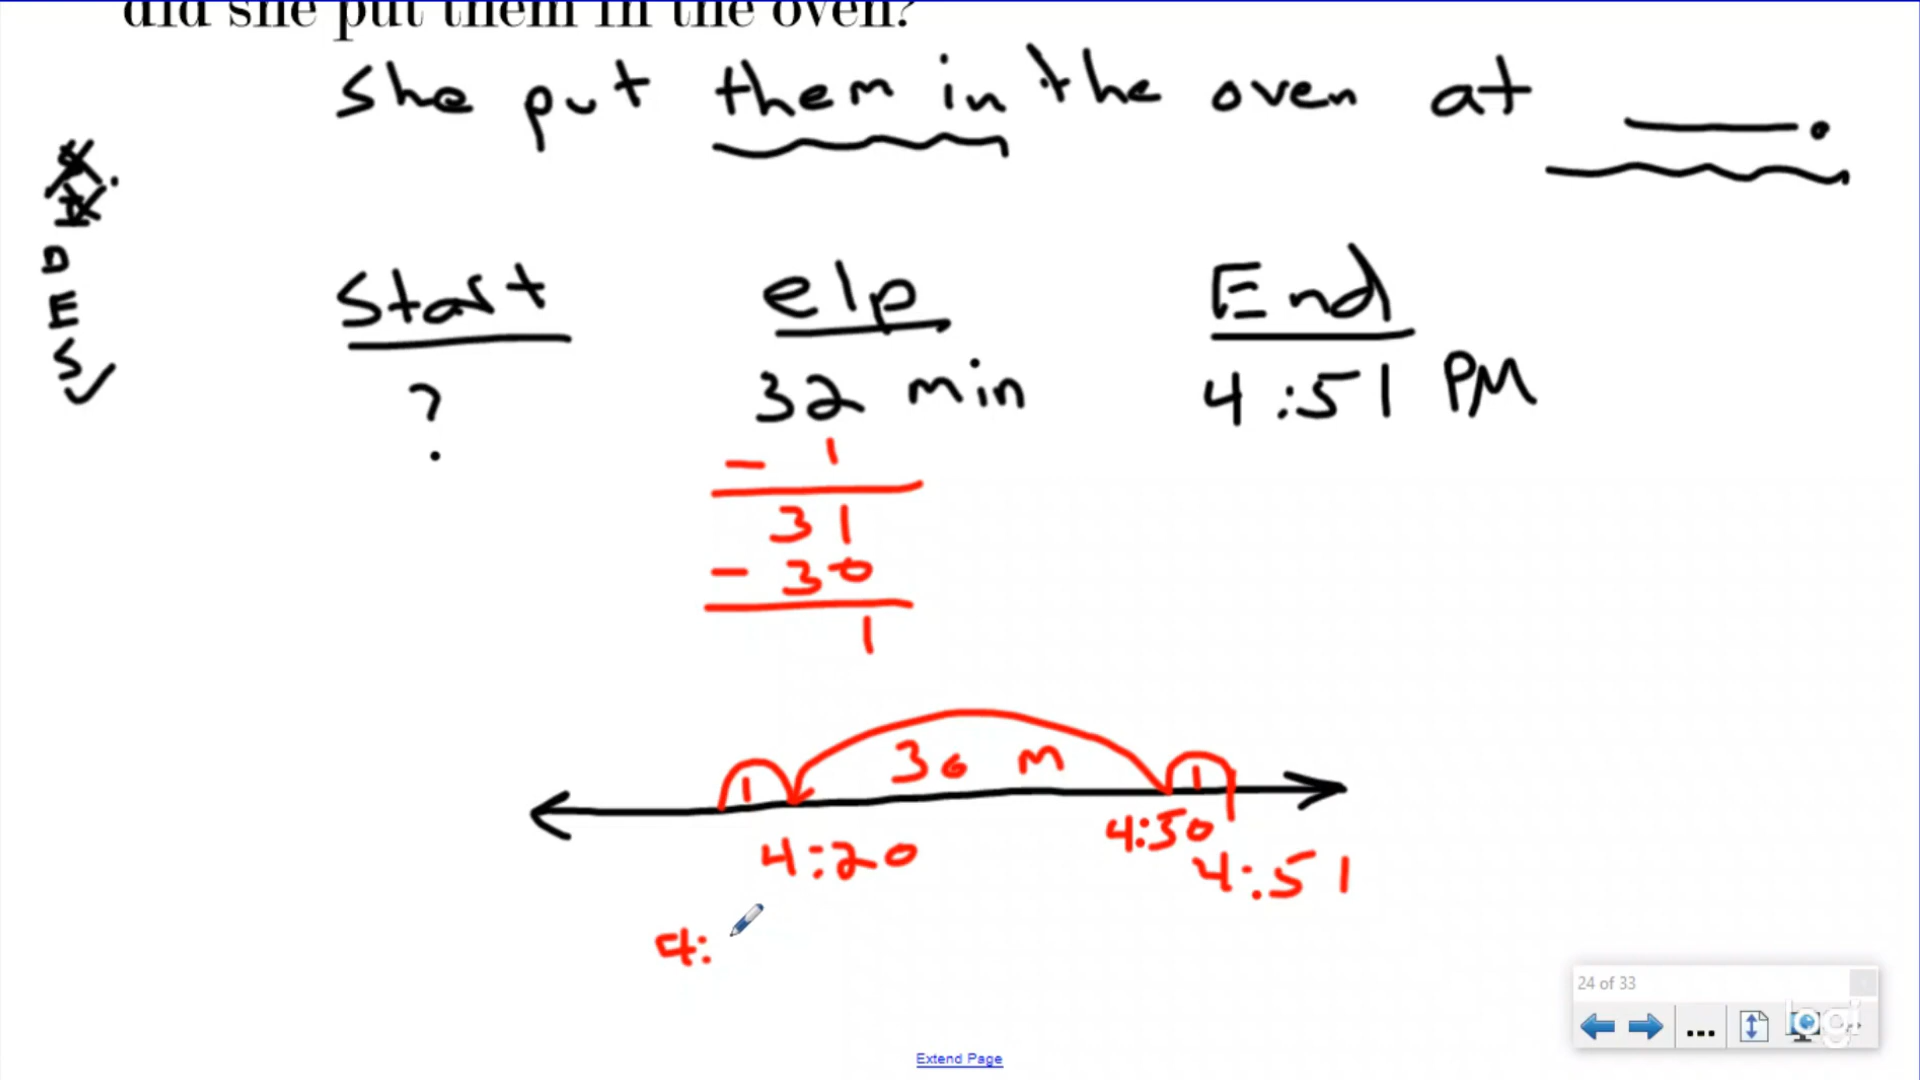 did she put them in the oven?
She put them in the oven at ____.
D
E
S
Start elp End
? 32 min 4:51 PM
- 1
31
- 30
1
1 30 m 1
4:20 4:50
4:51
4:
24 of 33
...
logi
Extend Page